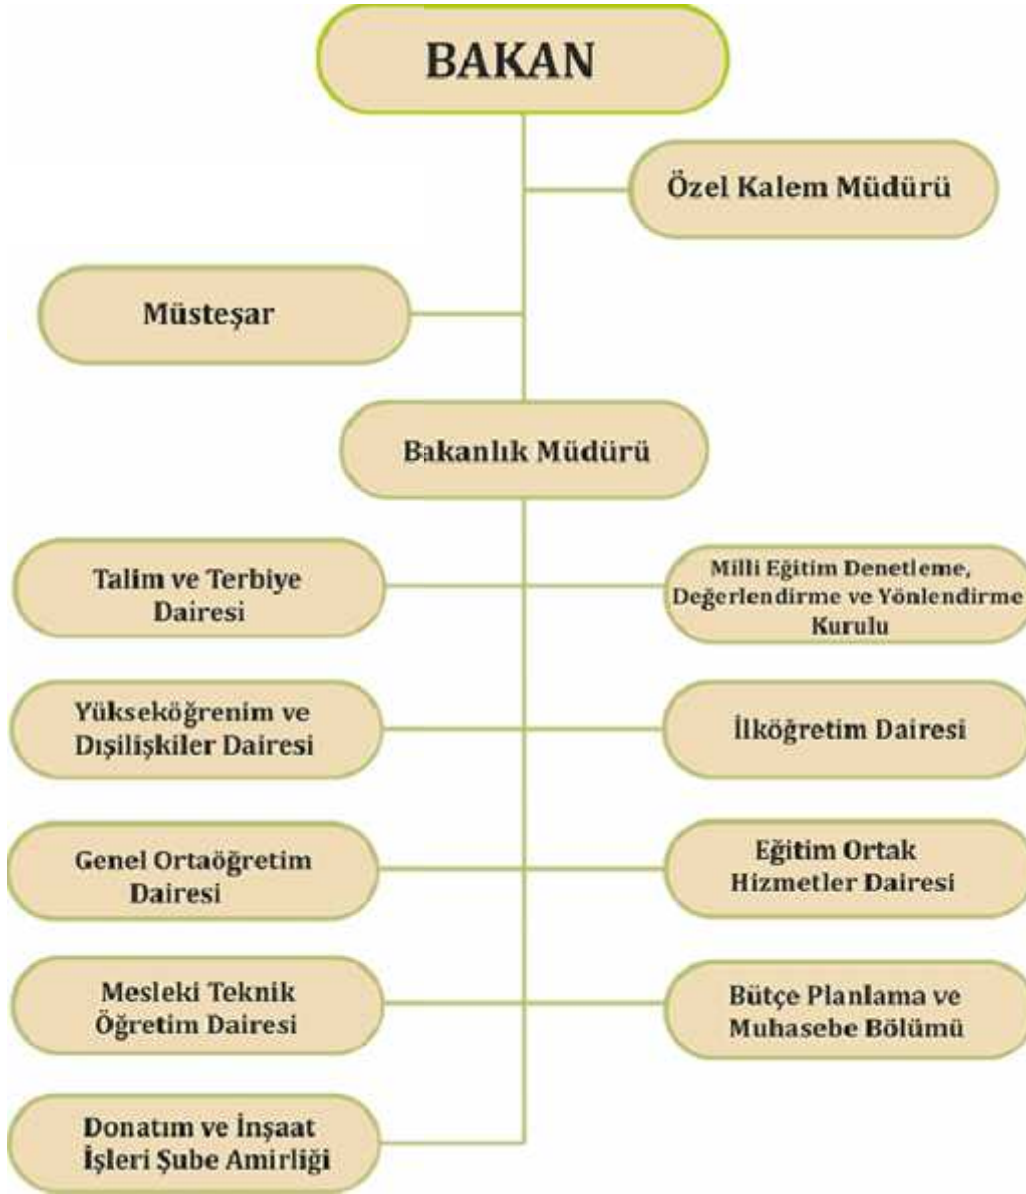 BAKAN
Özel Kalem Müdürü
Müsteşar
Bakanlık Müdürü
Talim ve Terbiye
Dairesi
Milli Eğitim Denetleme,
Değerlendirme ve Yönlendirme
Kurulu
Yükseköğrenim ve
Dışilişkiler Dairesi
İlköğretim Dairesi
Genel Ortaöğretim
Dairesi
Eğitim Ortak
Hizmetler Dairesi
Mesleki Teknik
Öğretim Dairesi
Bütçe Planlama ve
Muhasebe Bölümü
Donatım ve İnşaat
İşleri Şube Amirliği